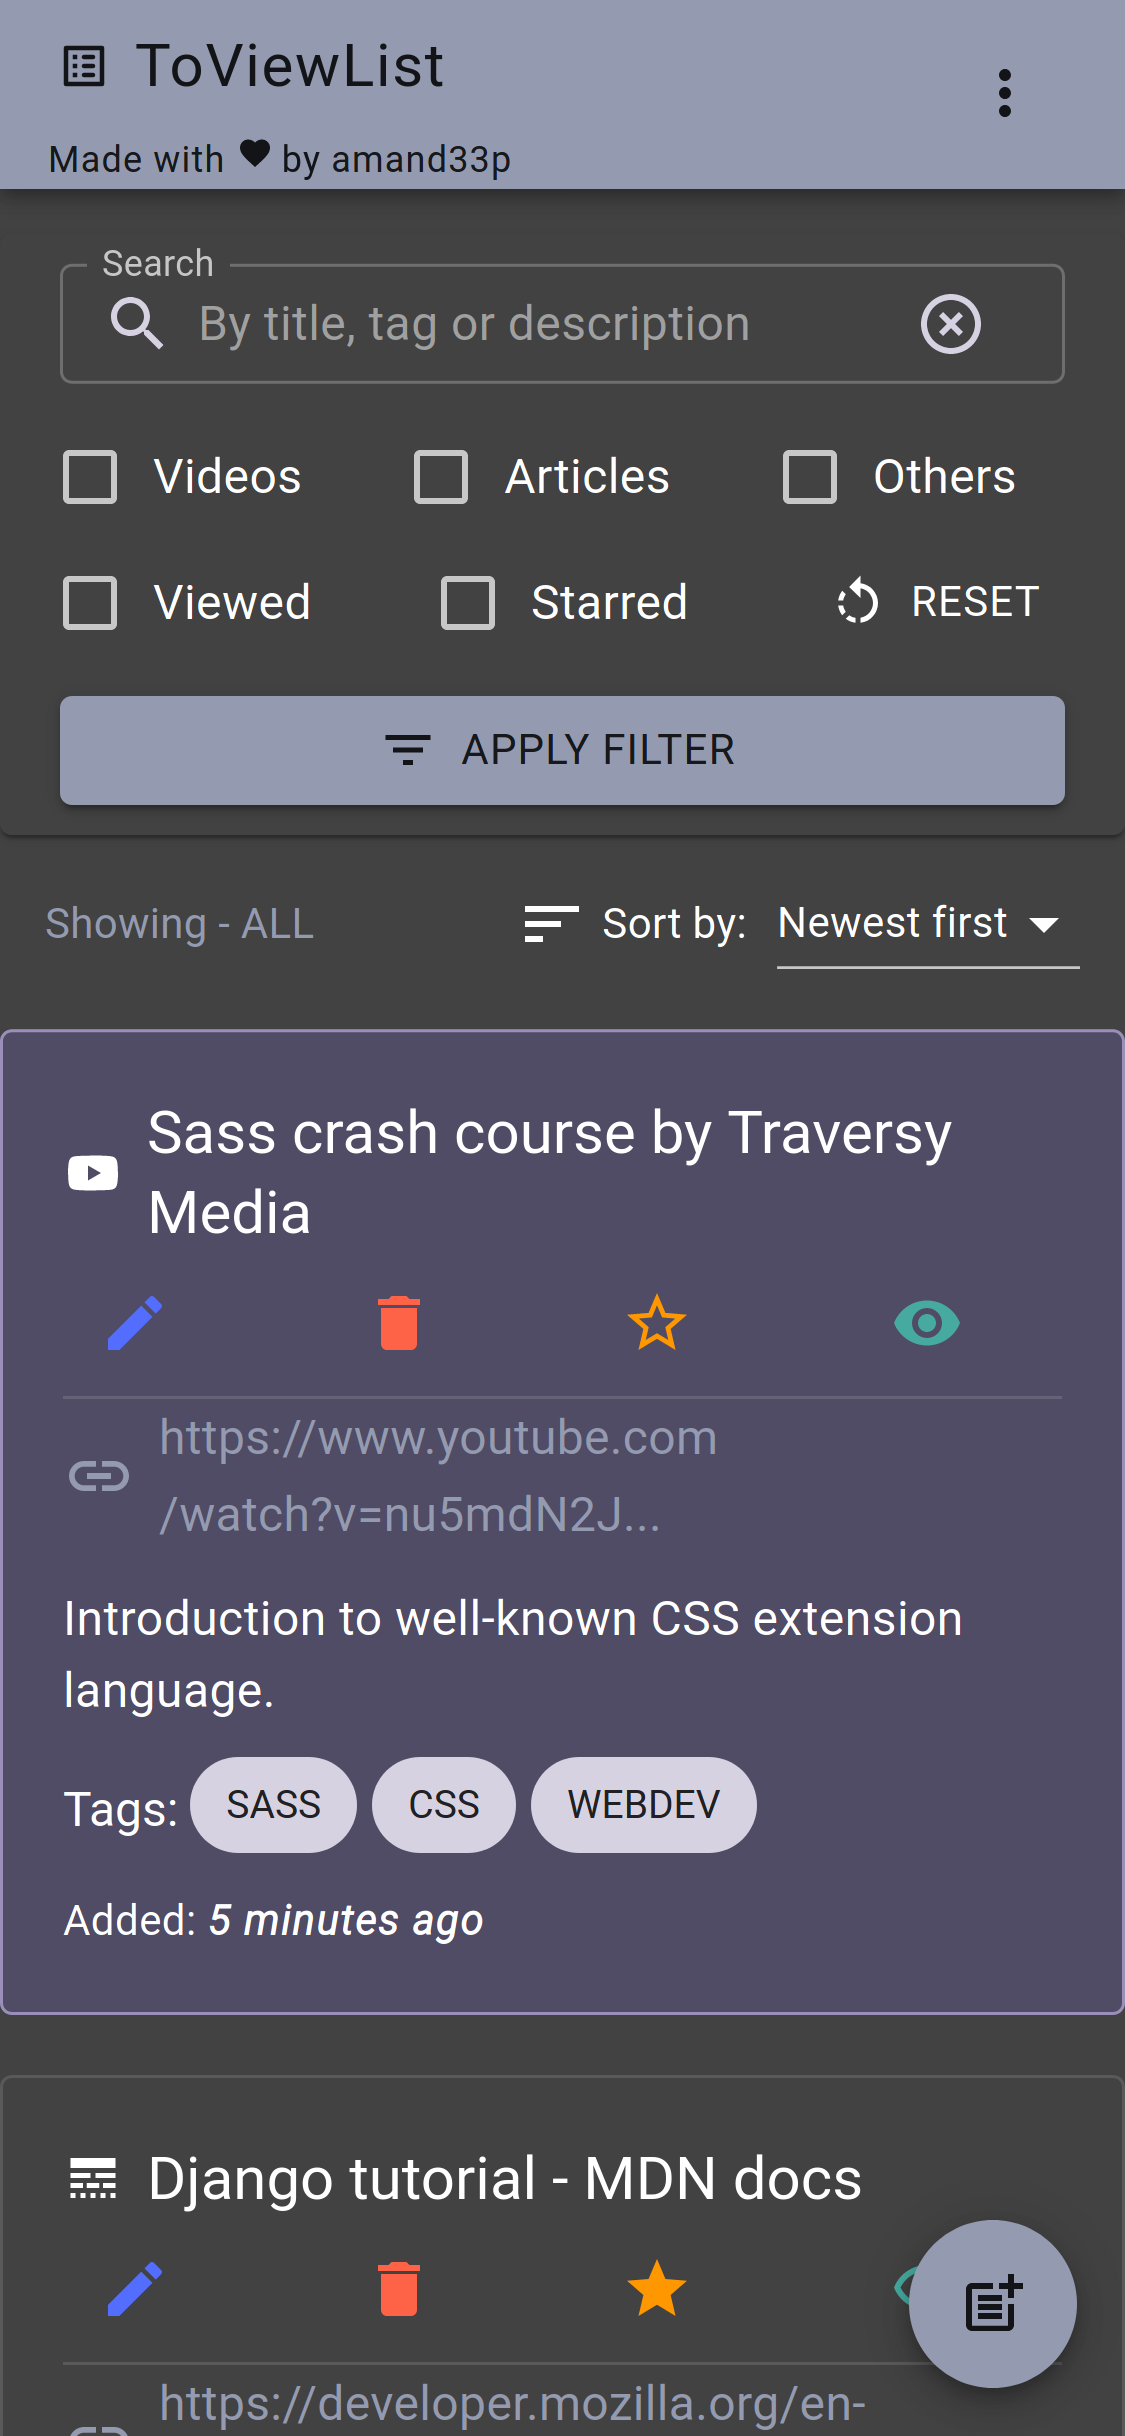 ToViewList
Made with ♥ by amand33p
Search
By title, tag or description
Videos Articles Others
Viewed Starred RESET
APPLY FILTER
Showing - ALL Sort by: Newest first
Sass crash course by Traversy
Media
https://www.youtube.com
/watch?v=nu5mdN2J...
Introduction to well-known CSS extension
language.
Tags: SASS CSS WEBDEV
Added: 5 minutes ago
Django tutorial - MDN docs
https://developer.mozilla.org/en-